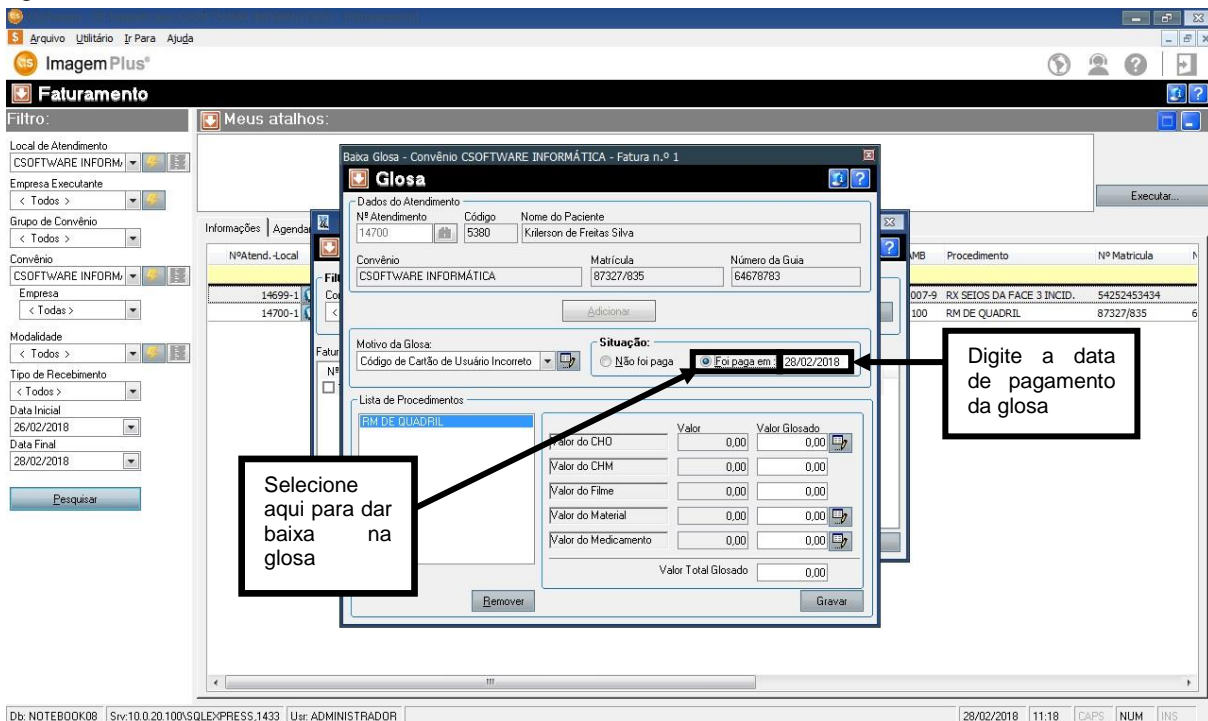 Arquivo Utilitário Ir Para Ajuda
ImagemPlus®
Faturamento
Filtro:
Meus atalhos:
Local de Atendimento
CSOFTWARE INFORM
Empresa Executante
< Todos >
Grupo de Convênio
< Todos >
Convênio
CSOFTWARE INFORM
Empresa
< Todas >
Modalidade
< Todos >
Tipo de Recebimento
< Todos >
Data Inicial
26/02/2018
Data Final
28/02/2018
Pesquisar
Executar...
Informações Agenda
NºAtend.-Local
14699-1
14700-1
AMB Procedimento Nº Matricula
007-9 RX SEIOS DA FACE 3 INCID. 54252453434
100 RM DE QUADRIL 87327/835 6
Fil
Co
Fatur
Nº
Baixa Glosa - Convênio CSOFTWARE INFORMÁTICA - Fatura n.º 1
Glosa
Dados do Atendimento
Nº Atendimento Código Nome do Paciente
14700 5380 Krilerson de Freitas Silva
Convênio Matrícula Número da Guia
CSOFTWARE INFORMÁTICA 87327/835 64678783
Adicionar
Motivo da Glosa:
Código de Cartão de Usuário Incorreto
Situação:
Não foi paga Foi paga em : 28/02/2018
Lista de Procedimentos
RM DE QUADRIL
Valor Valor Glosado
Valor do CHO 0,00 0,00
Valor do CHM 0,00 0,00
Valor do Filme 0,00 0,00
Valor do Material 0,00 0,00
Valor do Medicamento 0,00 0,00
Valor Total Glosado 0,00
Remover
Gravar
Digite a data
de pagamento
da glosa
Selecione
aqui para dar
baixa na
glosa
Db: NOTEBOOK08 Srv:10.0.20.100\SQLEXPRESS,1433 Usr: ADMINISTRADOR 28/02/2018 11:18 CAPS NUM INS